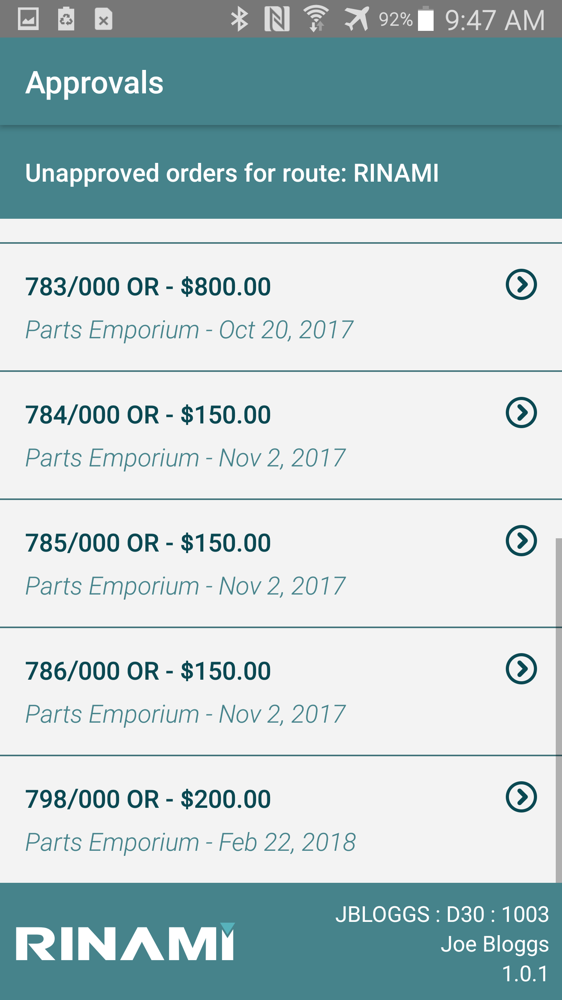 92% 9:47 AM
Approvals
Unapproved orders for route: RINAMI
783/000 OR - $800.00
Parts Emporium - Oct 20, 2017
784/000 OR - $150.00
Parts Emporium - Nov 2, 2017
785/000 OR - $150.00
Parts Emporium - Nov 2, 2017
786/000 OR - $150.00
Parts Emporium - Nov 2, 2017
798/000 OR - $200.00
Parts Emporium - Feb 22, 2018
JBLOGGS : D30 : 1003
RINAMI
Joe Bloggs
1.0.1